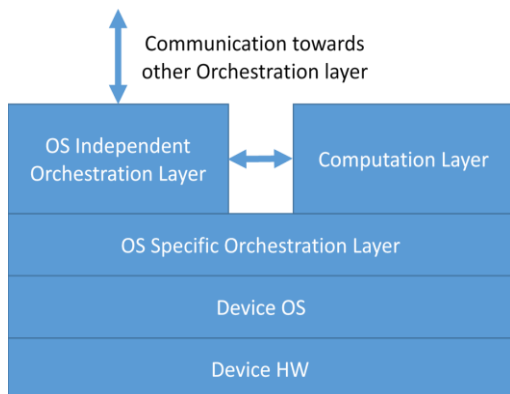 Communication towards
other Orchestration layer
OS Independent
Orchestration Layer
Computation Layer
OS Specific Orchestration Layer
Device OS
Device HW